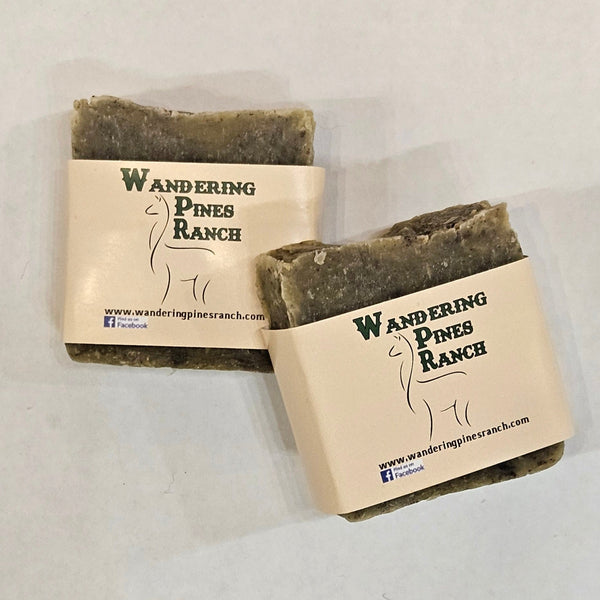 WANDERING
PINES
RANCH
www.wanderingpinesranch.com
Find us on
Facebook
WANDERING
PINES
RANCH
www.wanderingpinesranch.com
Find us on
Facebook